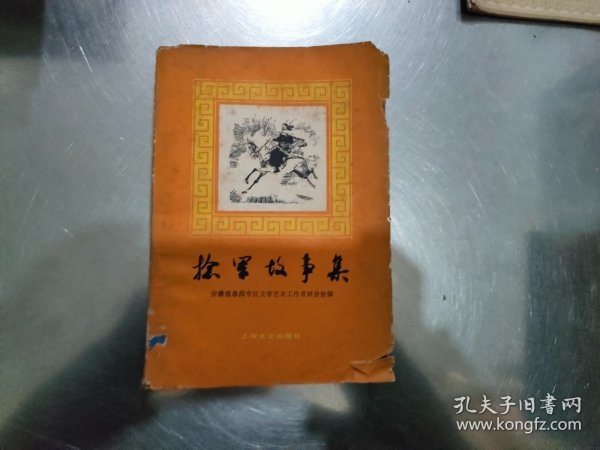 捻军故事集
安徽省阜阳专区文学艺术工作者联合会编
上海文艺出版社
孔夫子旧书网
www.kongfz.com